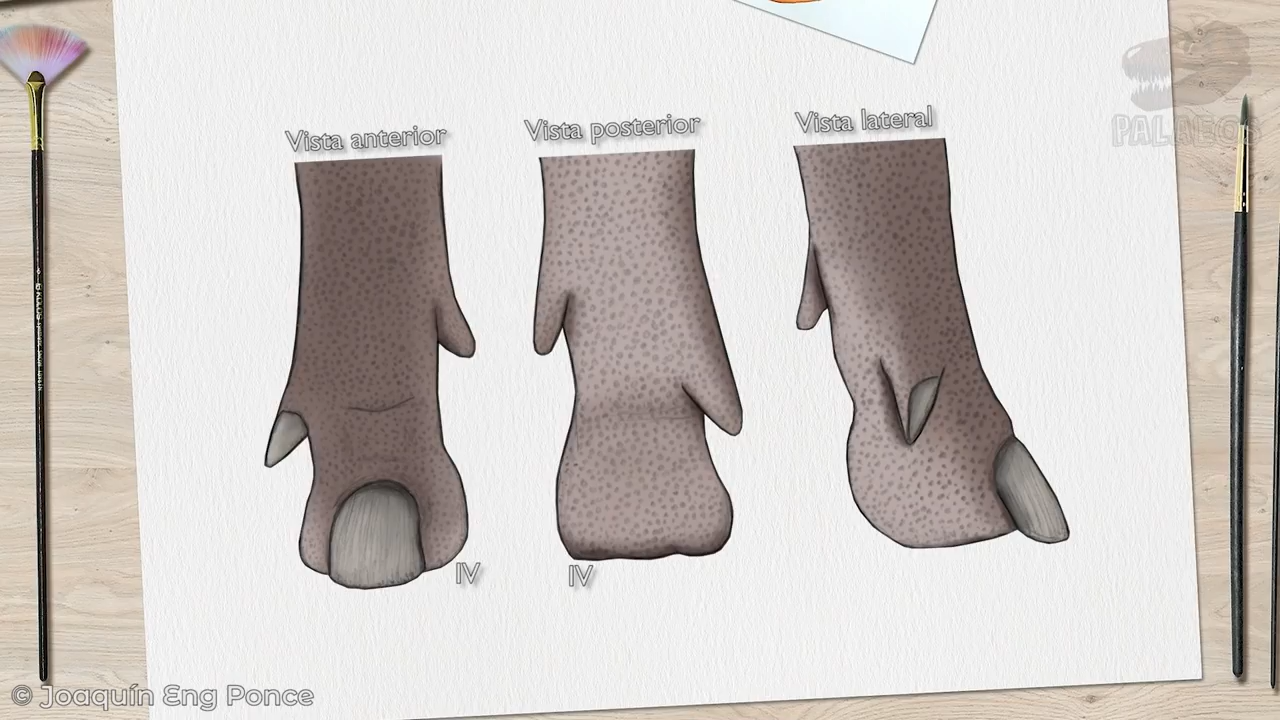 Vista anterior
Vista posterior
Vista lateral
IV
IV
PALAEOS
© Joaquín Eng Ponce